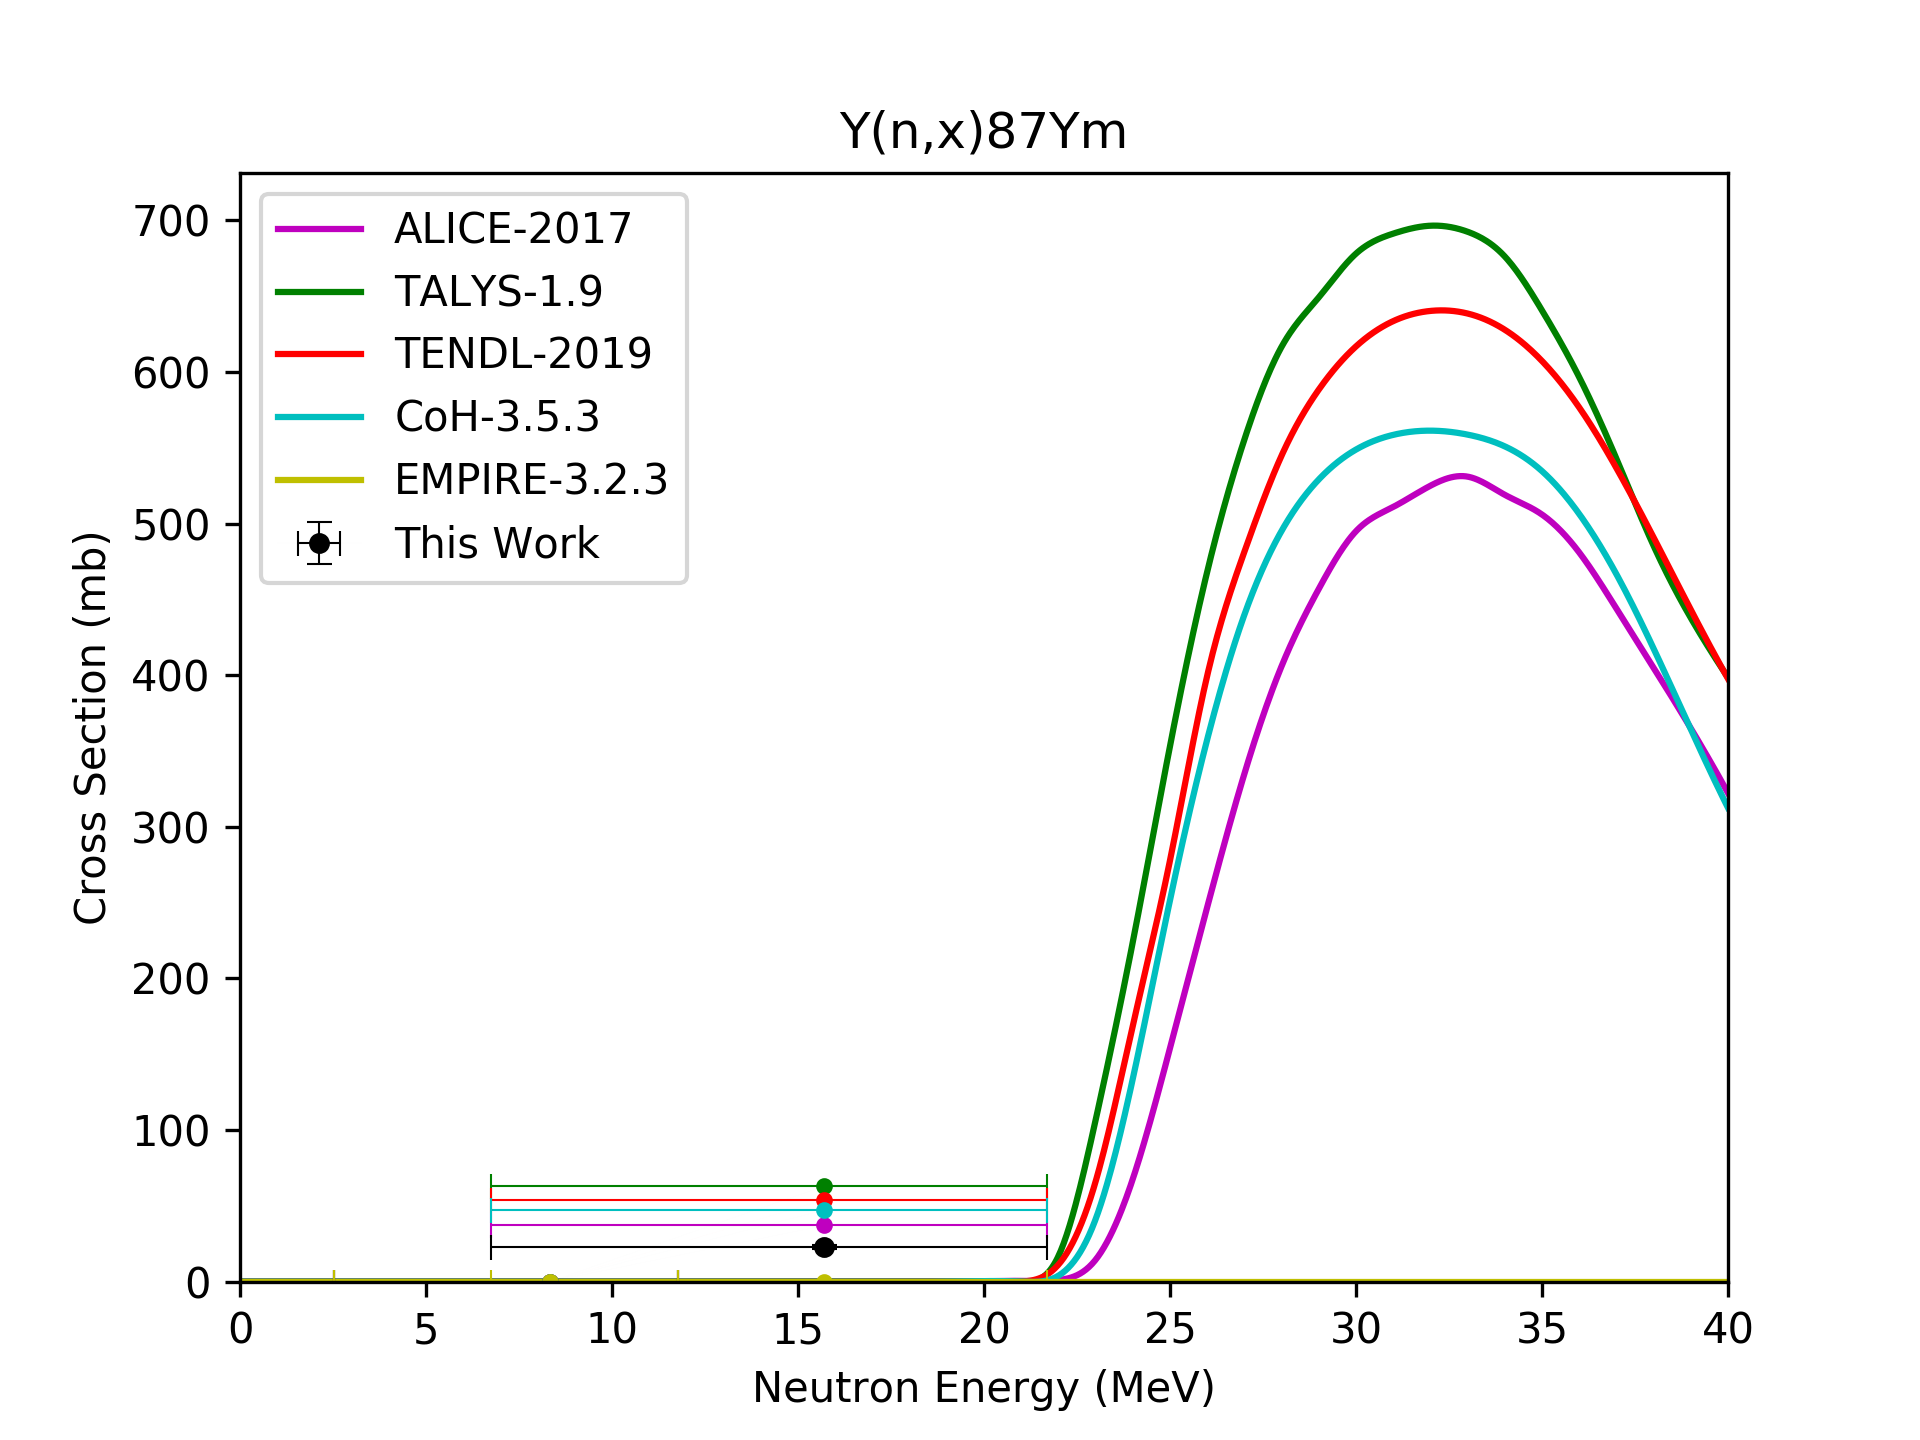 Y(n,x)87Ym
ALICE-2017
TALYS-1.9
TENDL-2019
CoH-3.5.3
EMPIRE-3.2.3
This Work
Cross Section (mb)
700
600
500
400
300
200
100
0
0 5 10 15 20 25 30 35 40
Neutron Energy (MeV)